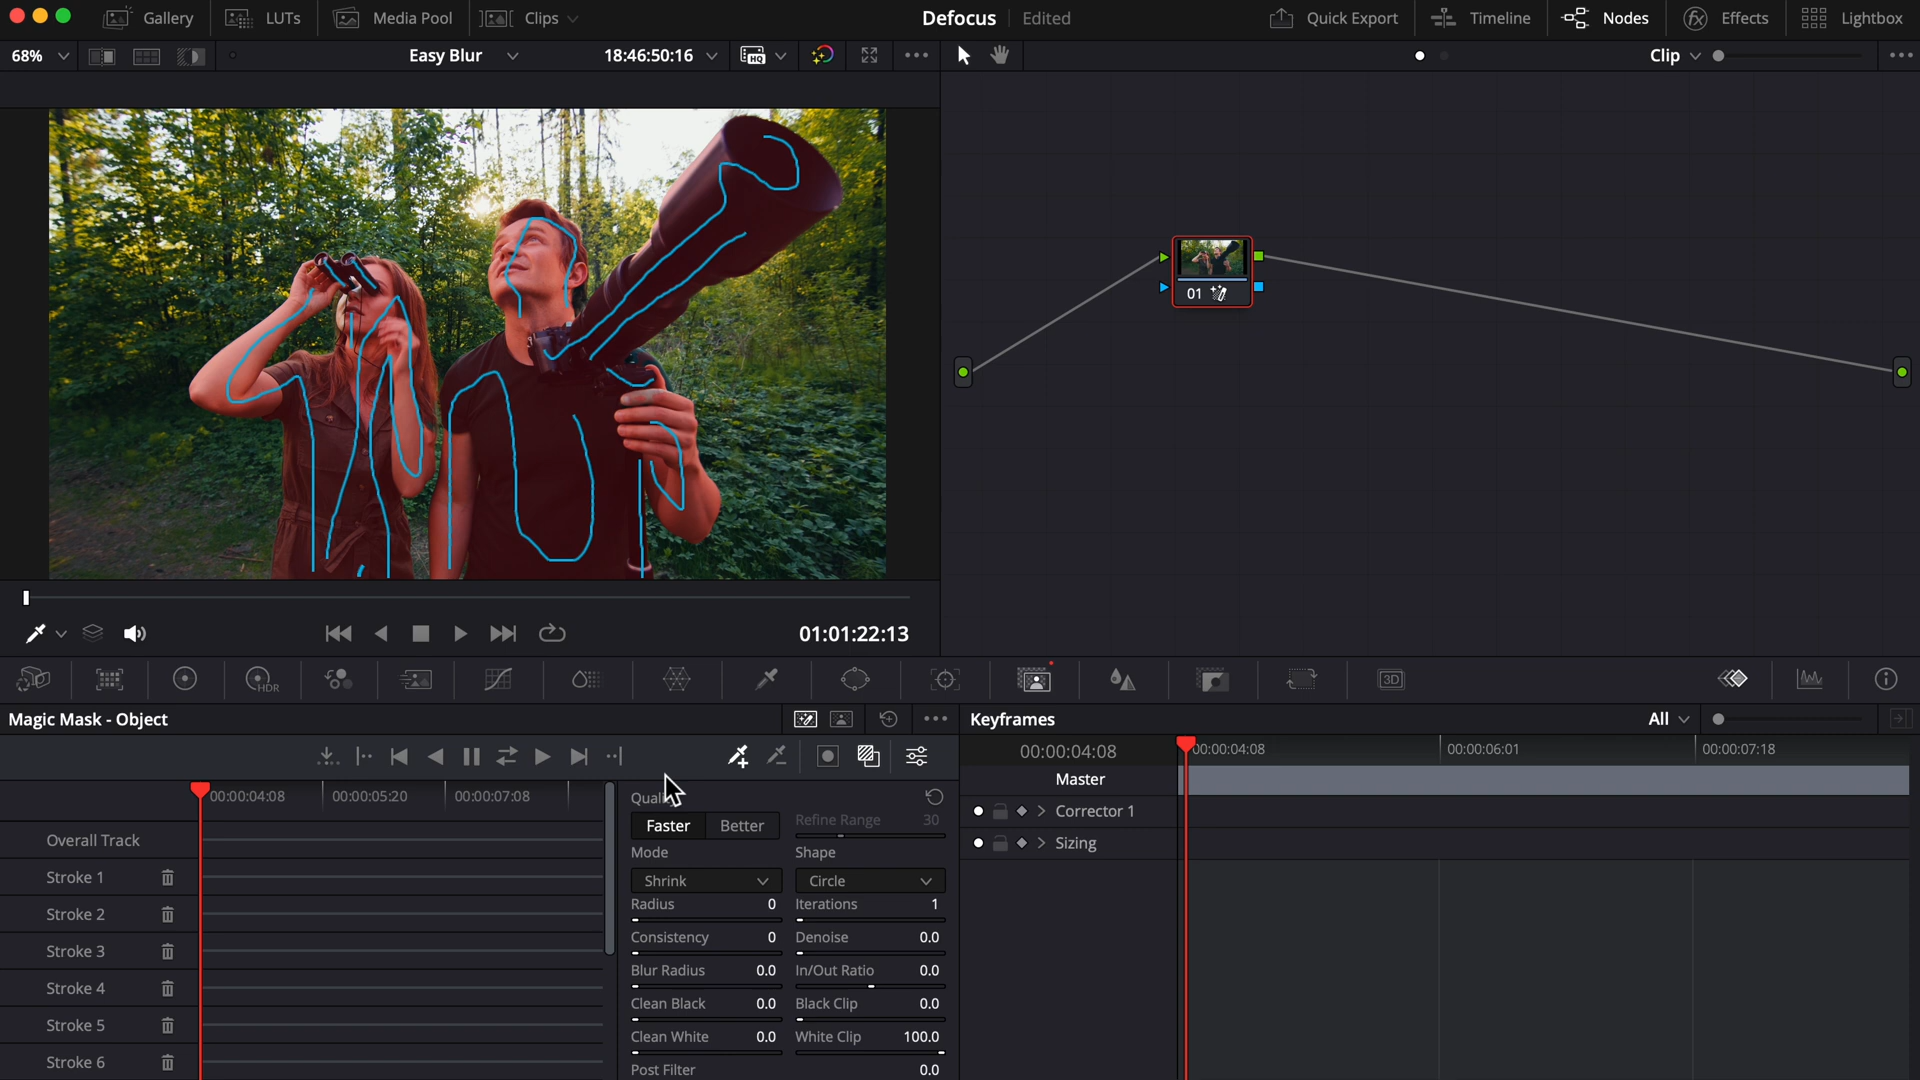 Gallery LUTs Media Pool Clips Defocus Edited Quick Export Timeline Nodes Effects Lightbox
68% Easy Blur 18:46:50:16 HQ Clip
01
01:01:22:13
HDR 3D
Magic Mask - Object
Keyframes All
00:00:04:08 00:00:04:08 00:00:06:01 00:00:07:18
Master
Corrector 1
Sizing
00:00:04:08 00:00:05:20 00:00:07:08
Overall Track
Stroke 1
Stroke 2
Stroke 3
Stroke 4
Stroke 5
Stroke 6
Faster Better Refine Range 30
Mode Shape
Shrink Circle
Radius 0 Iterations 1
Consistency 0 Denoise 0.0
Blur Radius 0.0 In/Out Ratio 0.0
Clean Black 0.0 Black Clip 0.0
Clean White 0.0 White Clip 100.0
Post Filter 0.0